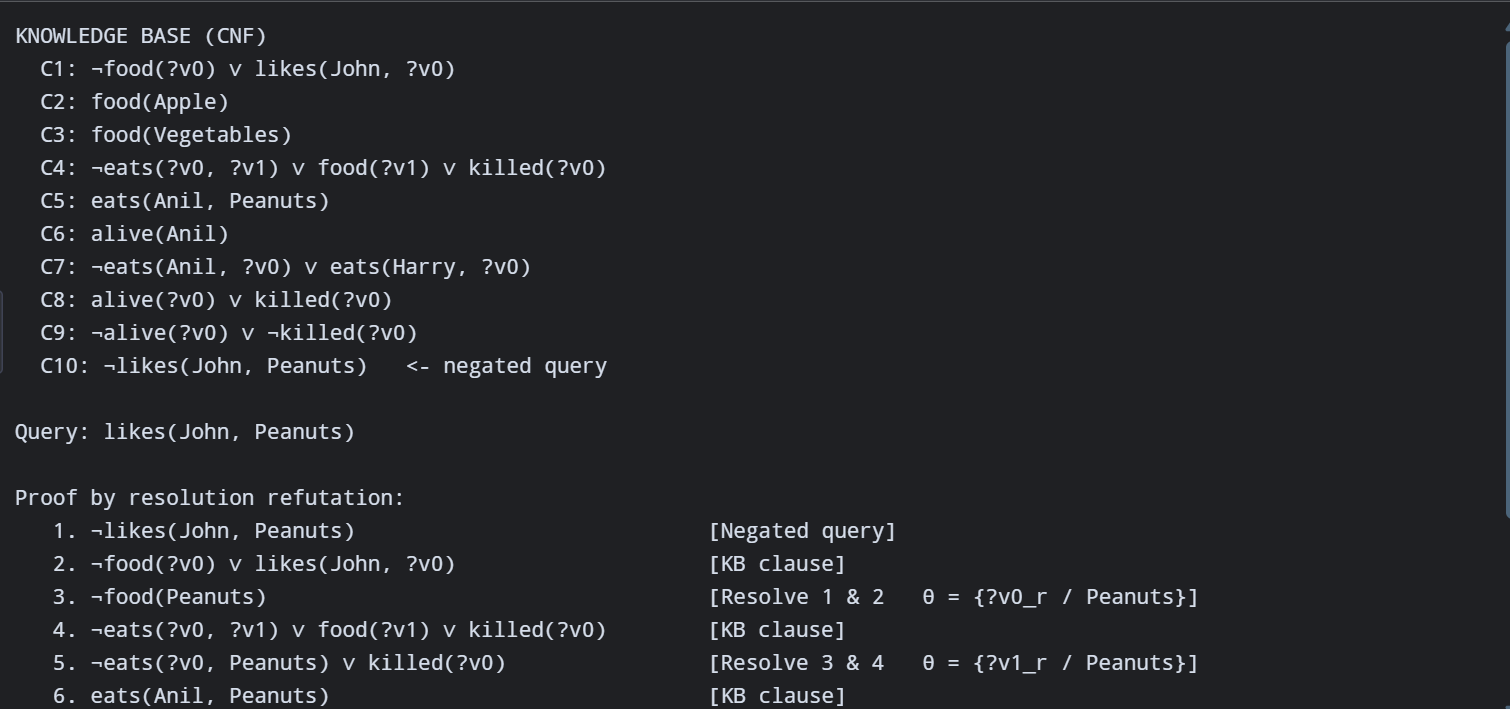 KNOWLEDGE BASE (CNF)
C1: ¬food(?v0) ∨ likes(John, ?v0)
C2: food(Apple)
C3: food(Vegetables)
C4: ¬eats(?v0, ?v1) ∨ food(?v1) ∨ killed(?v0)
C5: eats(Anil, Peanuts)
C6: alive(Anil)
C7: ¬eats(Anil, ?v0) ∨ eats(Harry, ?v0)
C8: alive(?v0) ∨ killed(?v0)
C9: ¬alive(?v0) ∨ ¬killed(?v0)
C10: ¬likes(John, Peanuts)   <- negated query
Query: likes(John, Peanuts)
Proof by resolution refutation:
1. ¬likes(John, Peanuts) [Negated query]
2. ¬food(?v0) ∨ likes(John, ?v0) [KB clause]
3. ¬food(Peanuts) [Resolve 1 & 2   θ = {?v0_r / Peanuts}]
4. ¬eats(?v0, ?v1) ∨ food(?v1) ∨ killed(?v0) [KB clause]
5. ¬eats(?v0, Peanuts) ∨ killed(?v0) [Resolve 3 & 4   θ = {?v1_r / Peanuts}]
6. eats(Anil, Peanuts) [KB clause]